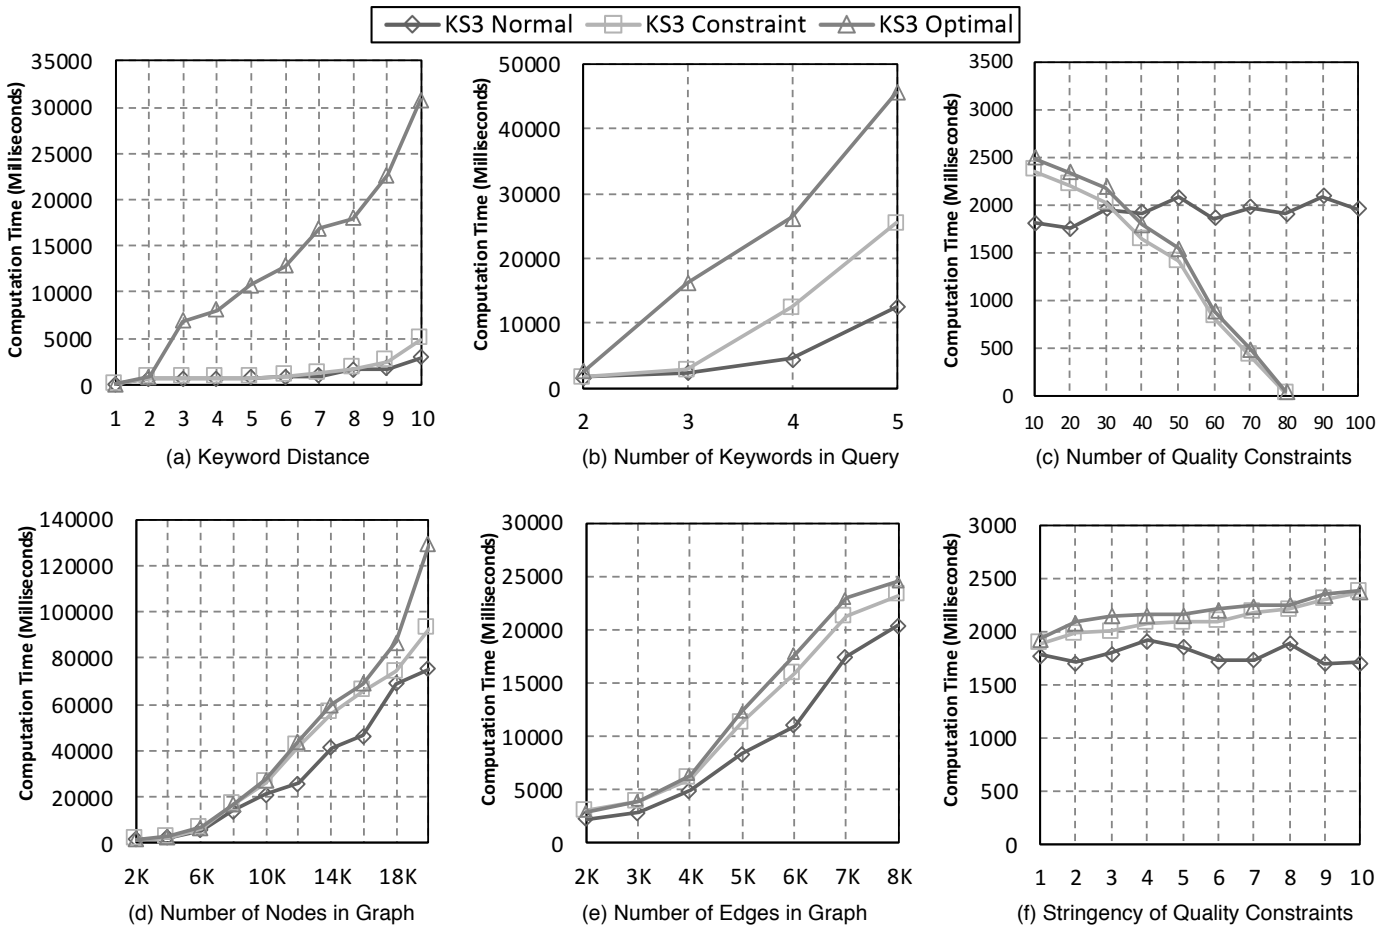 KS3 Normal KS3 Constraint KS3 Optimal
Computation Time (Milliseconds)
35000
30000
25000
20000
15000
10000
5000
0
1 2 3 4 5 6 7 8 9 10
(a) Keyword Distance
Computation Time (Milliseconds)
50000
40000
30000
20000
10000
0
2 3 4 5
(b) Number of Keywords in Query
Computation Time (Milliseconds)
3500
3000
2500
2000
1500
1000
500
0
10 20 30 40 50 60 70 80 90 100
(c) Number of Quality Constraints
Computation Time (Milliseconds)
140000
120000
100000
80000
60000
40000
20000
0
2K 6K 10K 14K 18K
(d) Number of Nodes in Graph
Computation Time (Milliseconds)
30000
25000
20000
15000
10000
5000
0
2K 3K 4K 5K 6K 7K 8K
(e) Number of Edges in Graph
Computation Time (Milliseconds)
3000
2500
2000
1500
1000
500
0
1 2 3 4 5 6 7 8 9 10
(f) Stringency of Quality Constraints